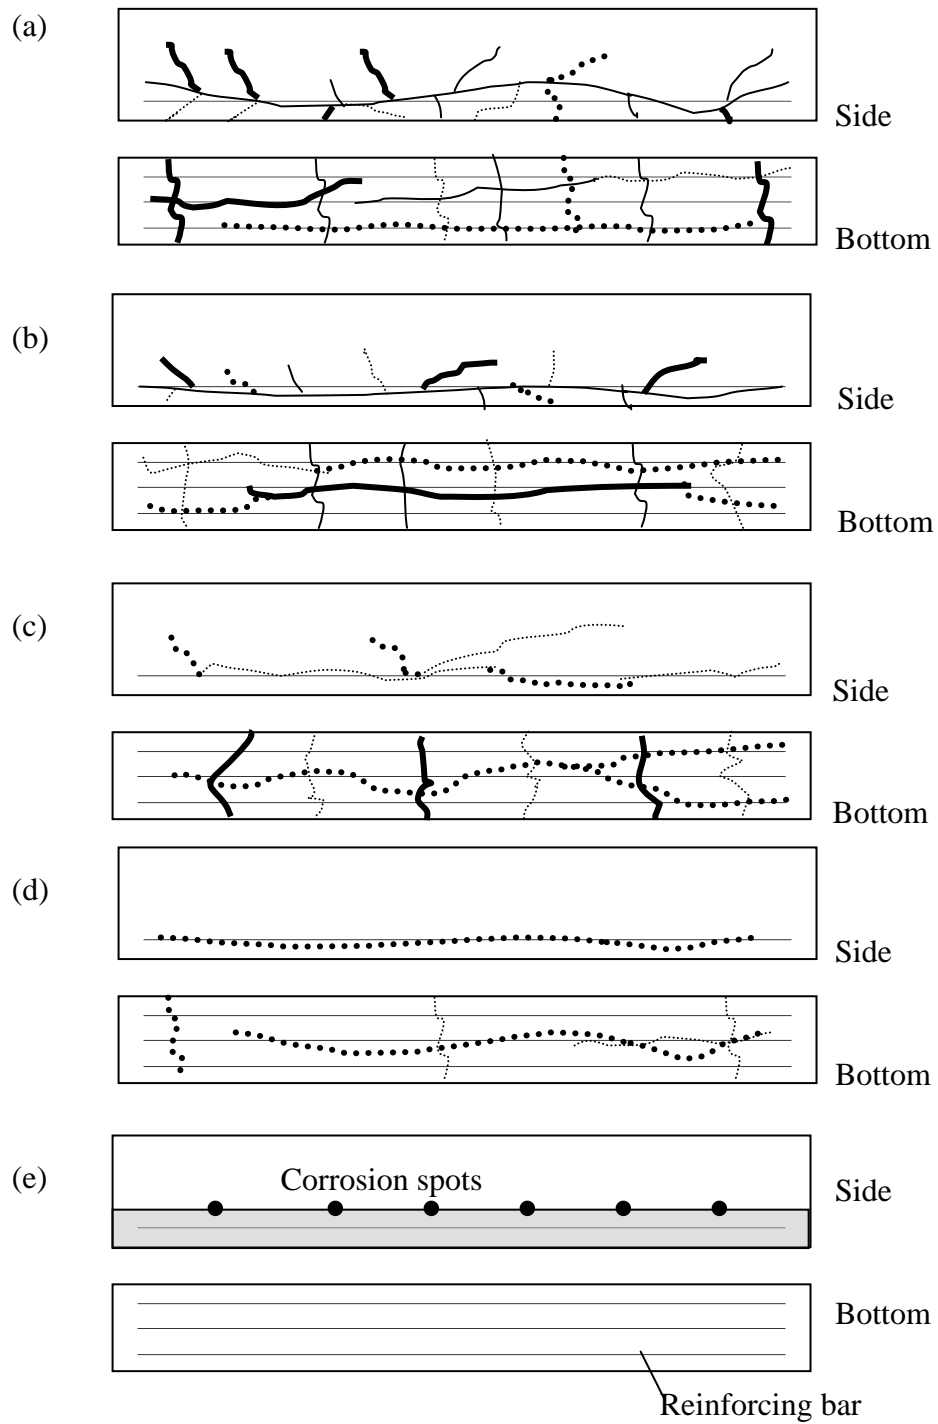 (a)
Side
Bottom
(b)
Side
Bottom
(c)
Side
Bottom
(d)
Side
Bottom
(e)
Corrosion spots
Side
Bottom
Reinforcing bar